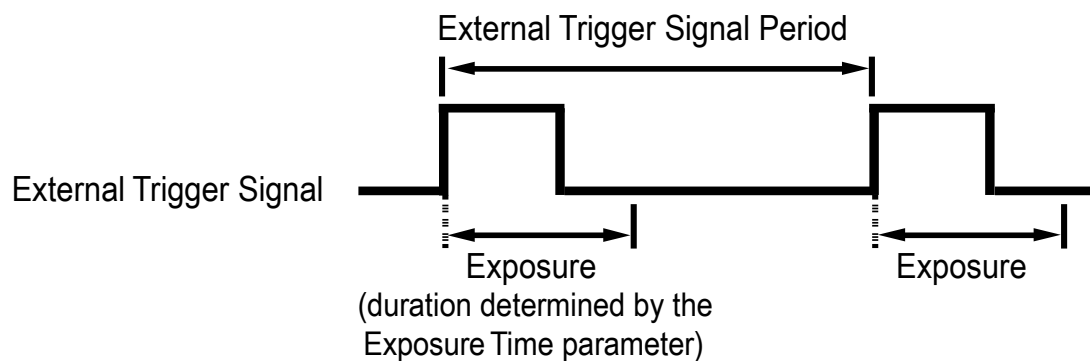 External Trigger Signal Period
External Trigger Signal
Exposure
(duration determined by the
Exposure Time parameter)
Exposure